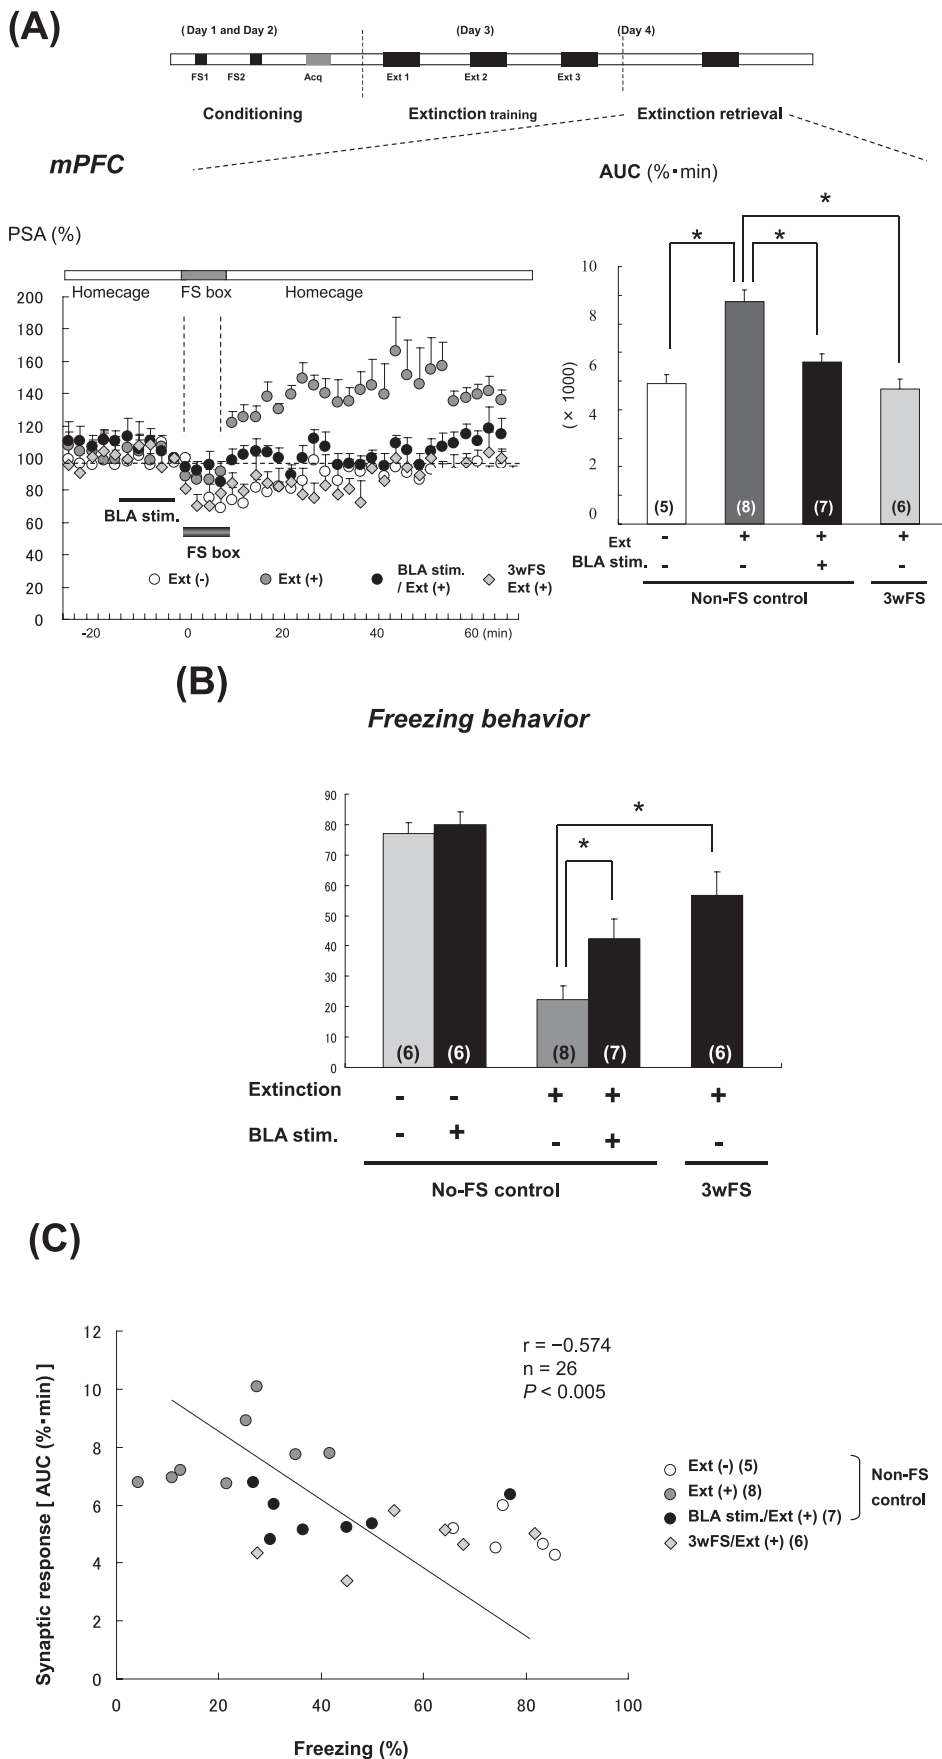 (A)
(Day 1 and Day 2) (Day 3) (Day 4)
FS1 FS2 Acq Ext 1 Ext 2 Ext 3
Conditioning Extinction training Extinction retrieval
mPFC
AUC (%·min)
PSA (%)
* * *
Homecage FS box Homecage
200
180
160
140
120
100
80
60
40
20
0
BLA stim.
FS box
Ext (-) Ext (+) BLA stim. / Ext (+) 3wFS Ext (+)
-20 0 20 40 60 (min)
(× 1000)
10
8
6
4
2
0
(5) (8) (7) (6)
Ext - + + +
BLA stim. - - + -
Non-FS control 3wFS
(B)
Freezing behavior
90
80
70
60
50
40
30
20
10
0
* *
(6) (6) (8) (7) (6)
Extinction - - + + +
BLA stim. - + - + -
No-FS control 3wFS
(C)
Synaptic response [ AUC (%·min) ]
12
10
8
6
4
2
0
r = −0.574
n = 26
P < 0.005
Ext (-) (5)
Ext (+) (8)
BLA stim./Ext (+) (7)
3wFS/Ext (+) (6)
Non-FS
control
0 20 40 60 80 100
Freezing (%)